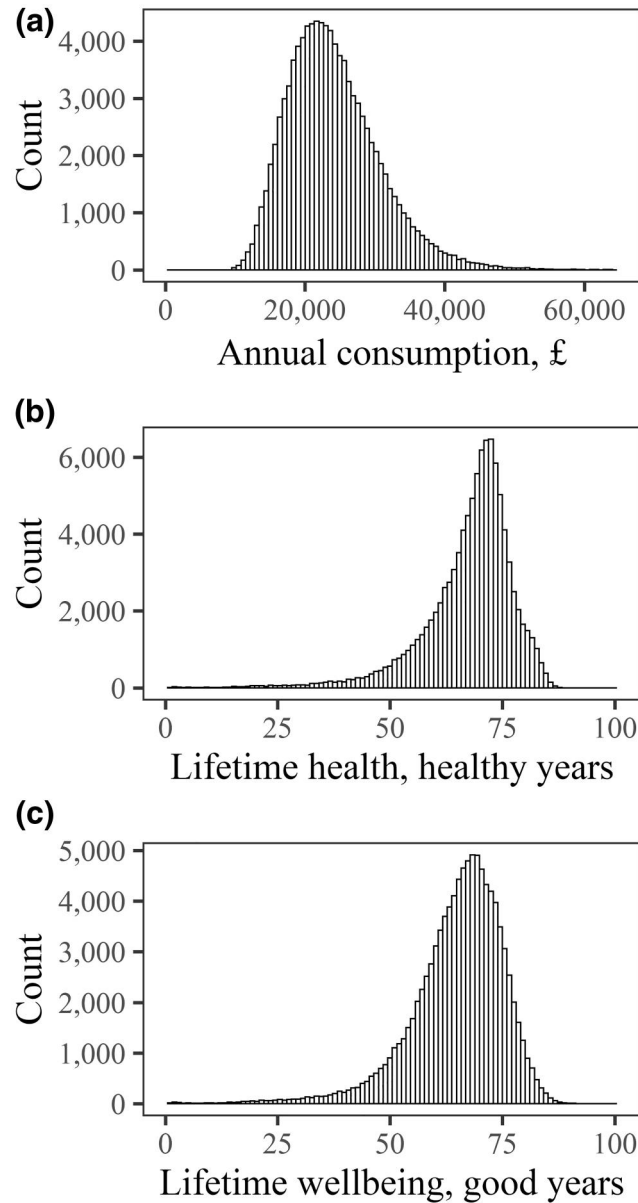 (a)
4,000
3,000
2,000
1,000
0
Count
0 20,000 40,000 60,000
Annual consumption, £
(b)
6,000
4,000
2,000
0
Count
0 25 50 75 100
Lifetime health, healthy years
(c)
5,000
4,000
3,000
2,000
1,000
0
Count
0 25 50 75 100
Lifetime wellbeing, good years